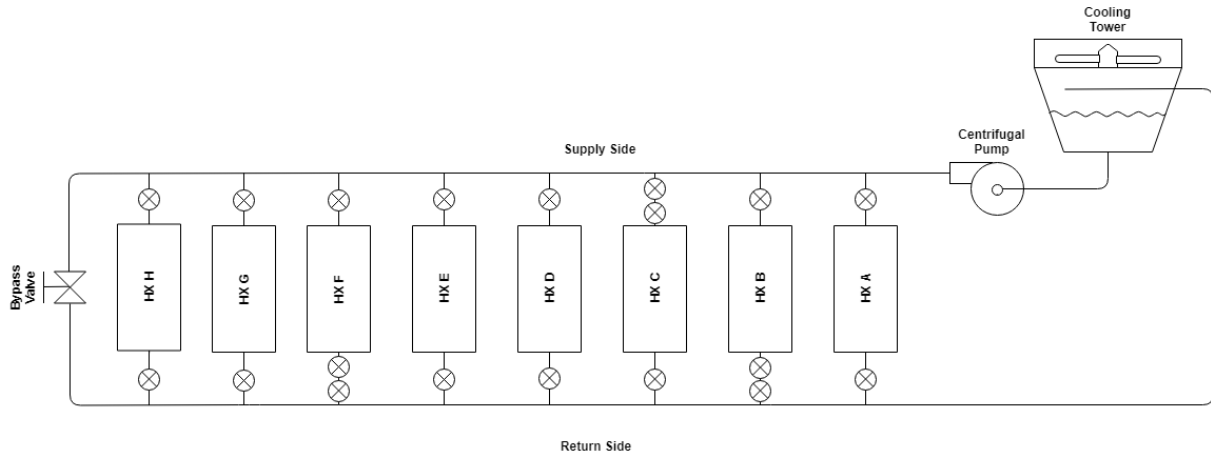 Cooling
Tower
Centrifugal
Pump
Supply Side
Bypass
Valve
HX H
HX G
HX F
HX E
HX D
HX C
HX B
HX A
Return Side